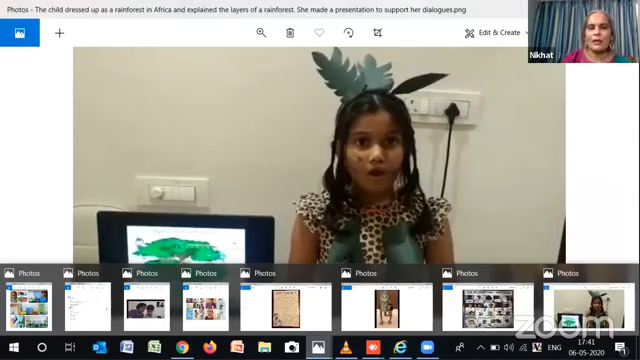 Photos - The child dressed up as a rainforest in Africa and explained the layers of a rainforest. She made a presentation to support her dialogues.png
Edit & Create
Nikhat
Photos
Photos
Photos
Photos
Photos
Photos
Photos
Photos
zoom
ENG
17:41
06-05-2020